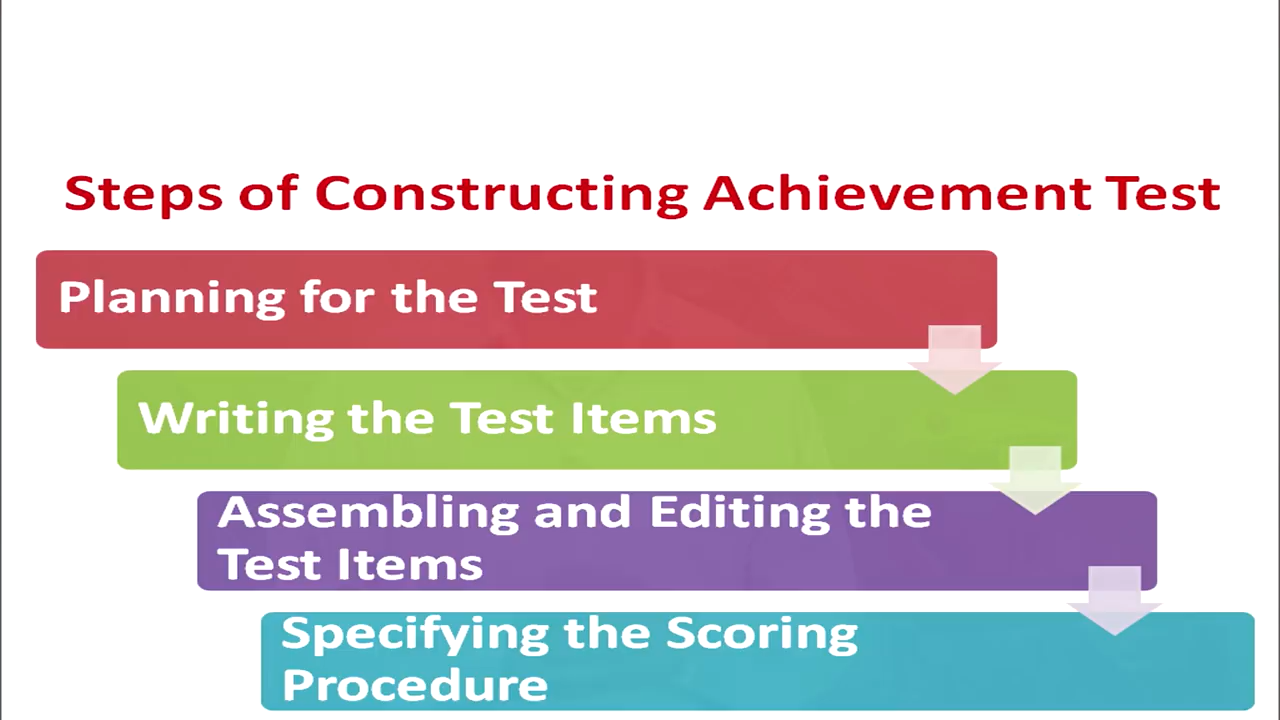 Steps of Constructing Achievement Test
Planning for the Test
Writing the Test Items
Assembling and Editing the
Test Items
Specifying the Scoring
Procedure